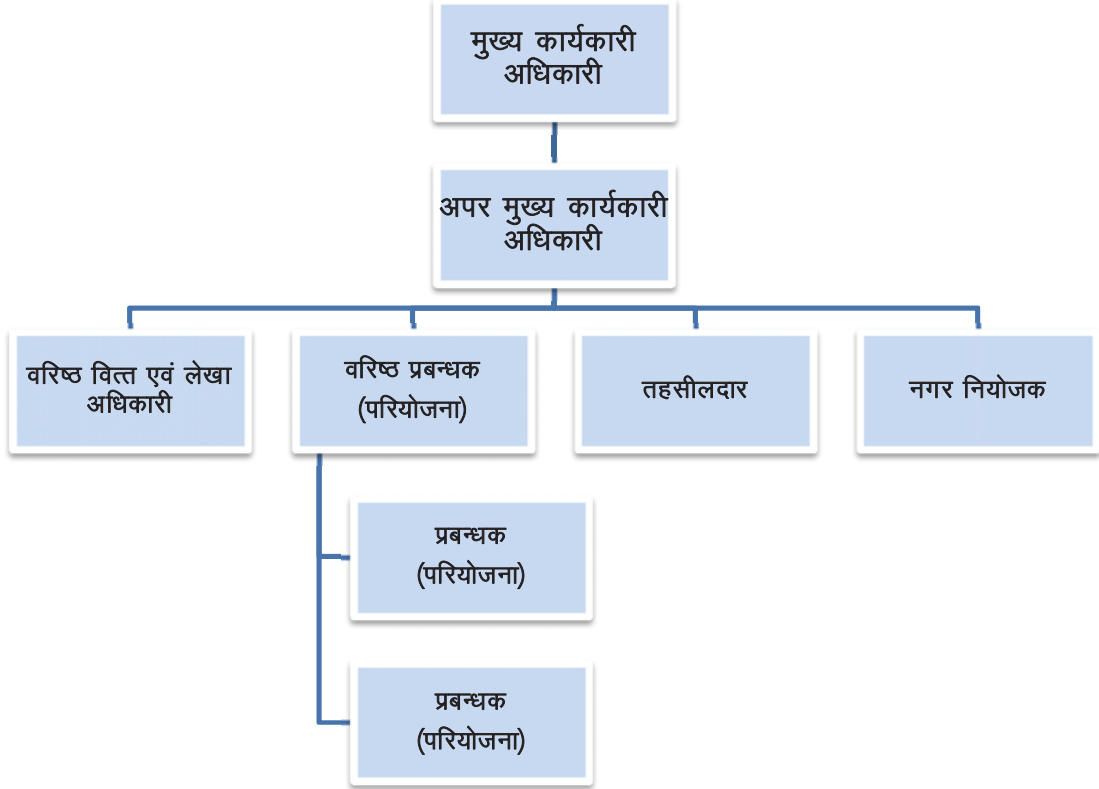 मुख्य कार्यकारी
अधिकारी
अपर मुख्य कार्यकारी
अधिकारी
वरिष्ठ वित्त एवं लेखा
अधिकारी
वरिष्ठ प्रबन्धक
(परियोजना)
तहसीलदार
नगर नियोजक
प्रबन्धक
(परियोजना)
प्रबन्धक
(परियोजना)